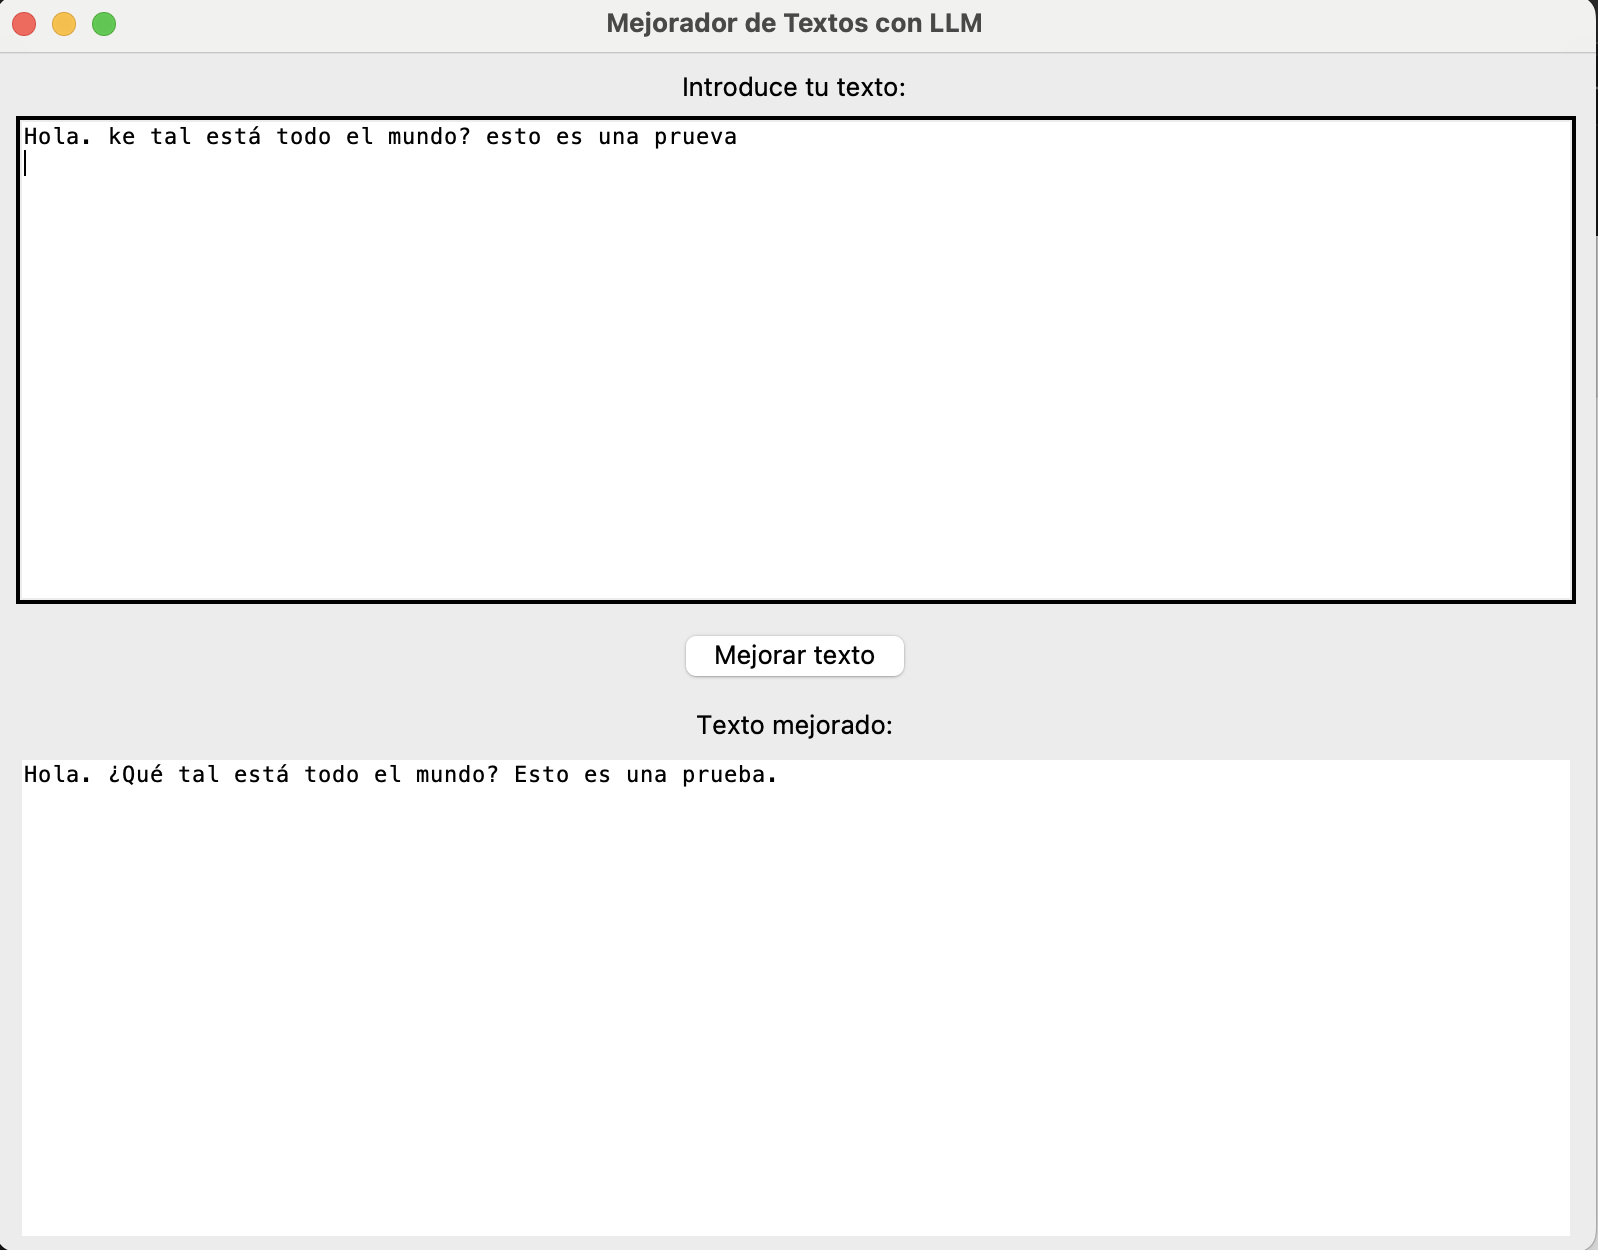 Mejorador de Textos con LLM
Introduce tu texto:
Hola. ke tal está todo el mundo? esto es una prueva
Mejorar texto
Texto mejorado:
Hola. ¿Qué tal está todo el mundo? Esto es una prueba.